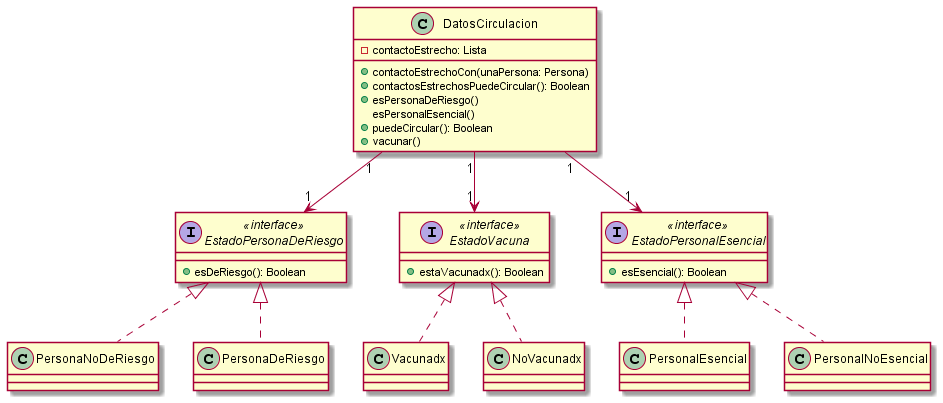 C DatosCirculacion
contactoEstrecho: Lista
contactoEstrechoCon(unaPersona: Persona)
contactosEstrechosPuedeCircular(): Boolean
esPersonaDeRiesgo()
esPersonalEsencial()
puedeCircular(): Boolean
vacunar()
1 1 1
1 1 1
I «interface» EstadoPersonaDeRiesgo
esDeRiesgo(): Boolean
I «interface» EstadoVacuna
estaVacunadx(): Boolean
I «interface» EstadoPersonalEsencial
esEsencial(): Boolean
C PersonaNoDeRiesgo
C PersonaDeRiesgo
C Vacunadx
C NoVacunadx
C PersonalEsencial
C PersonalNoEsencial